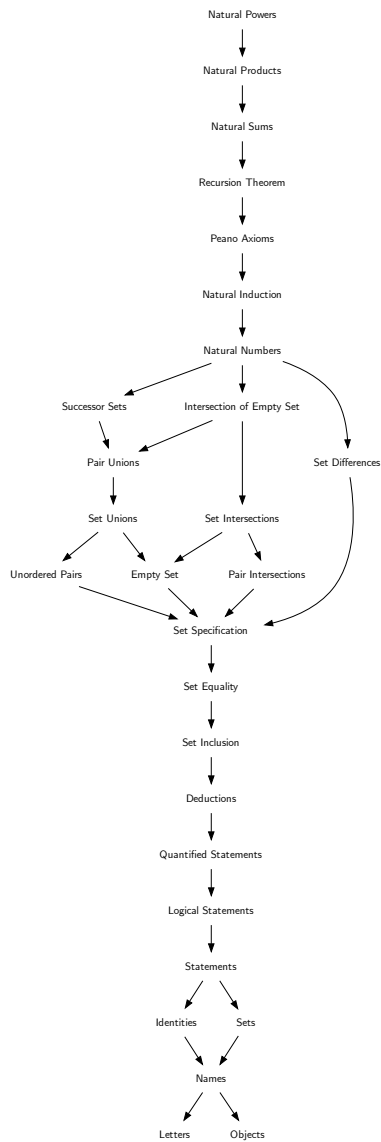 Natural Powers
Natural Products
Natural Sums
Recursion Theorem
Peano Axioms
Natural Induction
Natural Numbers
Successor Sets
Intersection of Empty Set
Pair Unions
Set Differences
Set Unions
Set Intersections
Unordered Pairs
Empty Set
Pair Intersections
Set Specification
Set Equality
Set Inclusion
Deductions
Quantified Statements
Logical Statements
Statements
Identities
Sets
Names
Letters
Objects